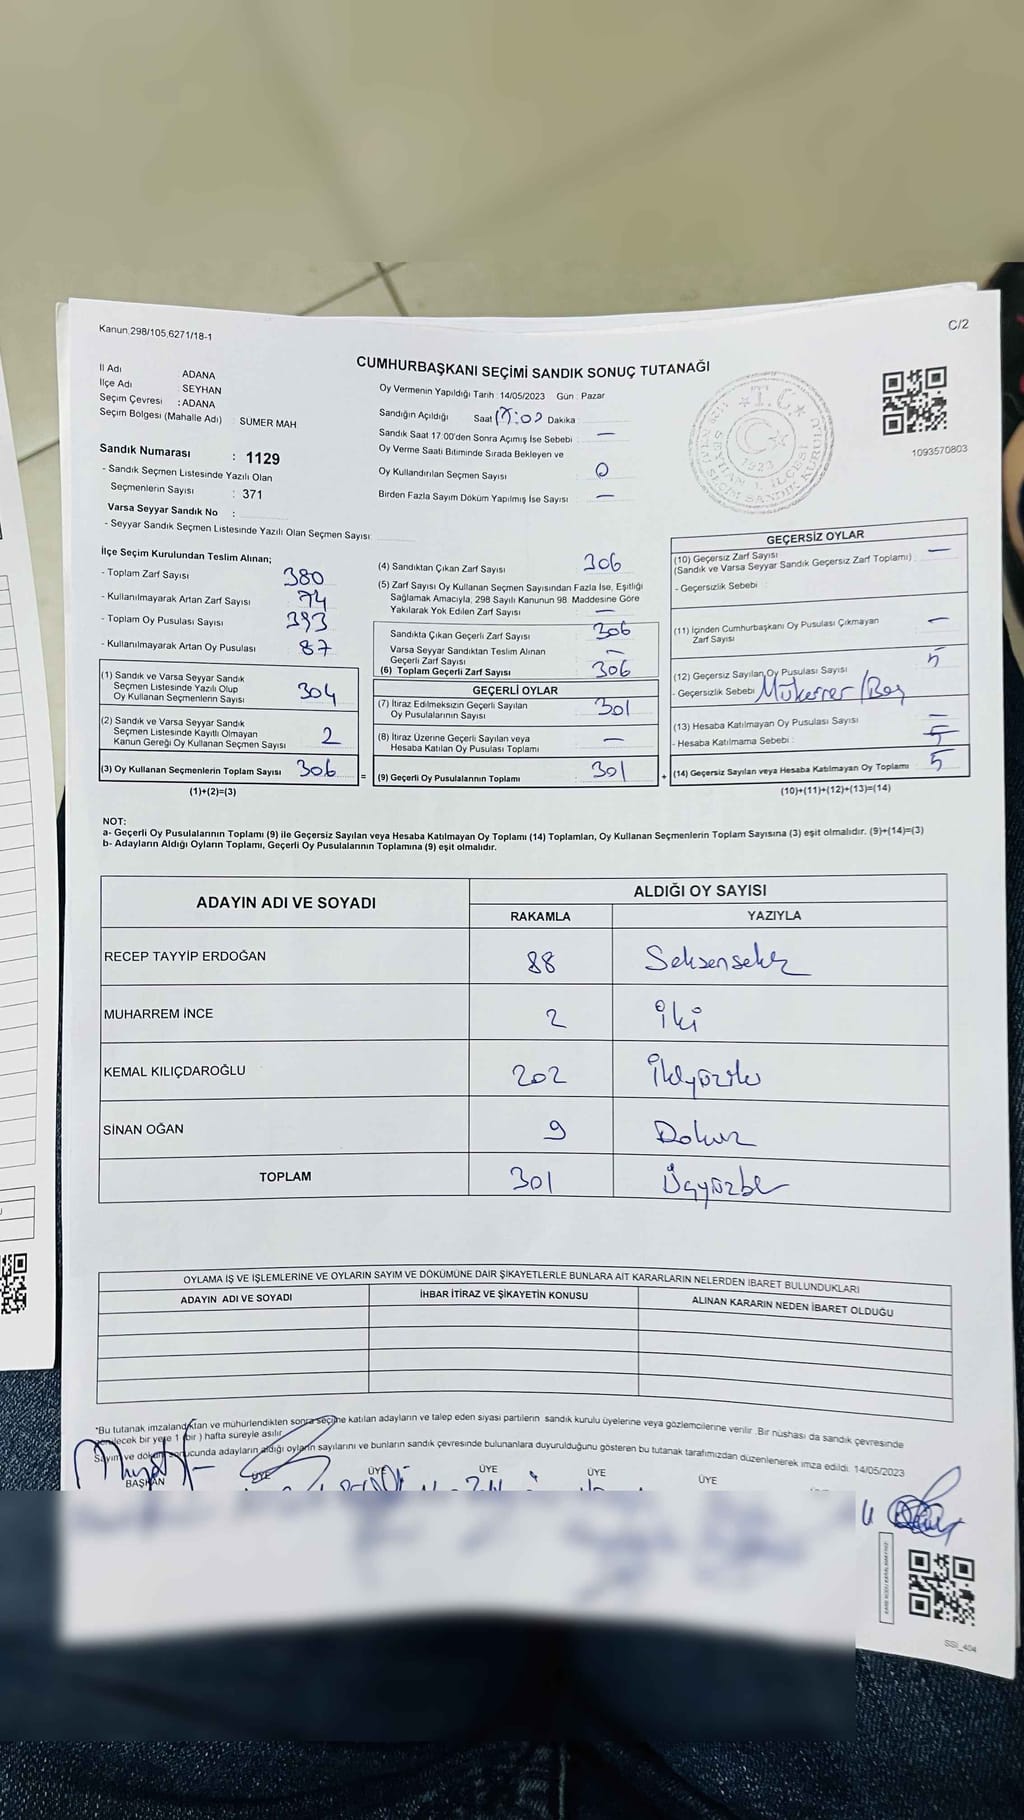 Kanun.298/105,6271/18-1
C/2
CUMHURBAŞKANI SEÇİMİ SANDIK SONUÇ TUTANAĞI
İl Adı ADANA
İlçe Adı : SEYHAN
Seçim Çevresi : ADANA
Seçim Bölgesi (Mahalle Adı) : SÜMER MAH
Sandık Numarası : 1129
- Sandık Seçmen Listesinde Yazılı Olan
Seçmenlerin Sayısı : 371
Varsa Seyyar Sandık No :
- Seyyar Sandık Seçmen Listesinde Yazılı Olan Seçmen Sayısı:
Oy Vermenin Yapıldığı Tarih : 14/05/2023 Gün : Pazar
Sandığın Açıldığı Saat Dakika
Sandık Saat 17:00'den Sonra Açımış İse Sebebi : —
Oy Verme Saati Bitiminde Sırada Bekleyen ve
Oy Kullandırılan Seçmen Sayısı : 0
Birden Fazla Sayım Döküm Yapılmış İse Sayısı : —
T.C.
1923
1093570803
İlçe Seçim Kurulundan Teslim Alınan;
- Toplam Zarf Sayısı 380
- Kullanılmayarak Artan Zarf Sayısı 74
- Toplam Oy Pusulası Sayısı 393
- Kullanılmayarak Artan Oy Pusulası 87
(1) Sandık ve Varsa Seyyar Sandık
Seçmen Listesinde Yazılı Olup
Oy Kullanan Seçmenlerin Sayısı 304
(2) Sandık ve Varsa Seyyar Sandık
Seçmen Listesinde Kayıtlı Olmayan
Kanun Gereği Oy Kullanan Seçmen Sayısı 2
(3) Oy Kullanan Seçmenlerin Toplam Sayısı 306
(1)+(2)=(3)
(4) Sandıktan Çıkan Zarf Sayısı 306
(5) Zarf Sayısı Oy Kullanan Seçmen Sayısından Fazla İse, Eşitliği
Sağlamak Amacıyla, 298 Sayılı Kanunun 98. Maddesine Göre
Yakılarak Yok Edilen Zarf Sayısı —
Sandıkta Çıkan Geçerli Zarf Sayısı 306
Varsa Seyyar Sandıktan Teslim Alınan
Geçerli Zarf Sayısı —
(6) Toplam Geçerli Zarf Sayısı 306
GEÇERLİ OYLAR
(7) İtiraz Edilmeksizin Geçerli Sayılan
Oy Pusulalarının Sayısı 301
(8) İtiraz Üzerine Geçerli Sayılan veya
Hesaba Katılan Oy Pusulası Toplamı —
= (9) Geçerli Oy Pusulalarının Toplamı : 301
GEÇERSİZ OYLAR
(10) Geçersiz Zarf Sayısı —
(Sandık ve Varsa Seyyar Sandık Geçersiz Zarf Toplamı) :
- Geçersizlik Sebebi :
(11) İçinden Cumhurbaşkanı Oy Pusulası Çıkmayan
Zarf Sayısı —
(12) Geçersiz Sayılan Oy Pusulası Sayısı 5
- Geçersizlik Sebebi Mükerrer/Boş
(13) Hesaba Katılmayan Oy Pusulası Sayısı —
- Hesaba Katılmama Sebebi : 5
+ (14) Geçersiz Sayılan veya Hesaba Katılmayan Oy Toplamı 5
(10)+(11)+(12)+(13)=(14)
NOT:
a- Geçerli Oy Pusulalarının Toplamı (9) ile Geçersiz Sayılan veya Hesaba Katılmayan Oy Toplamı (14) Toplamları, Oy Kullanan Seçmenlerin Toplam Sayısına (3) eşit olmalıdır. (9)+(14)=(3)
b- Adayların Aldığı Oyların Toplamı, Geçerli Oy Pusulalarının Toplamına (9) eşit olmalıdır.
ADAYIN ADI VE SOYADI ALDIĞI OY SAYISI
RAKAMLA YAZIYLA
RECEP TAYYİP ERDOĞAN 88 Seksensekiz
MUHARREM İNCE 2 İki
KEMAL KILIÇDAROĞLU 202 İkiyüziki
SİNAN OĞAN 9 Dokuz
TOPLAM 301 Üçyüzbir
OYLAMA İŞ VE İŞLEMLERİNE VE OYLARIN SAYIM VE DÖKÜMÜNE DAİR ŞİKAYETLERLE BUNLARA AİT KARARLARIN NELERDEN İBARET BULUNDUKLARI
ADAYIN ADI VE SOYADI İHBAR İTİRAZ VE ŞİKAYETİN KONUSU ALINAN KARARIN NEDEN İBARET OLDUĞU
*Bu tutanak imzalandıktan ve mühürlendikten sonra seçime katılan adayların ve talep eden siyasi partilerin sandık kurulu üyelerine veya gözlemcilerine verilir. Bir nüshası da sandık çevresinde
görülecek bir yere 1 (bir ) hafta süreyle asılır.
Sayım ve döküm sonucunda adayların aldığı oyların sayılarını ve bunların sandık çevresinde bulunanlara duyurulduğunu gösteren bu tutanak tarafımızdan düzenlenerek imza edildi. 14/05/2023
BAŞKAN ÜYE ÜYE ÜYE ÜYE ÜYE
SSI_404